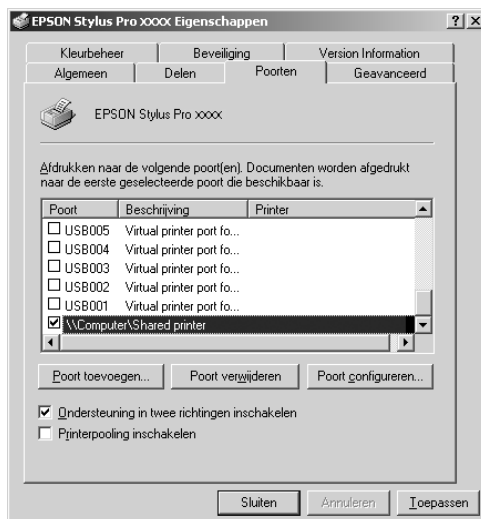 EPSON Stylus Pro xxxx Eigenschappen
Kleurbeheer Beveiliging Version Information
Algemeen Delen Poorten Geavanceerd
EPSON Stylus Pro xxxx
Afdrukken naar de volgende poort(en). Documenten worden afgedrukt
naar de eerste geselecteerde poort die beschikbaar is.
Poort Beschrijving Printer
USB005 Virtual printer port fo...
USB004 Virtual printer port fo...
USB003 Virtual printer port fo...
USB002 Virtual printer port fo...
USB001 Virtual printer port fo...
\\Computer\Shared printer
Poort toevoegen... Poort verwijderen Poort configureren...
Ondersteuning in twee richtingen inschakelen
Printerpooling inschakelen
Sluiten Annuleren Toepassen